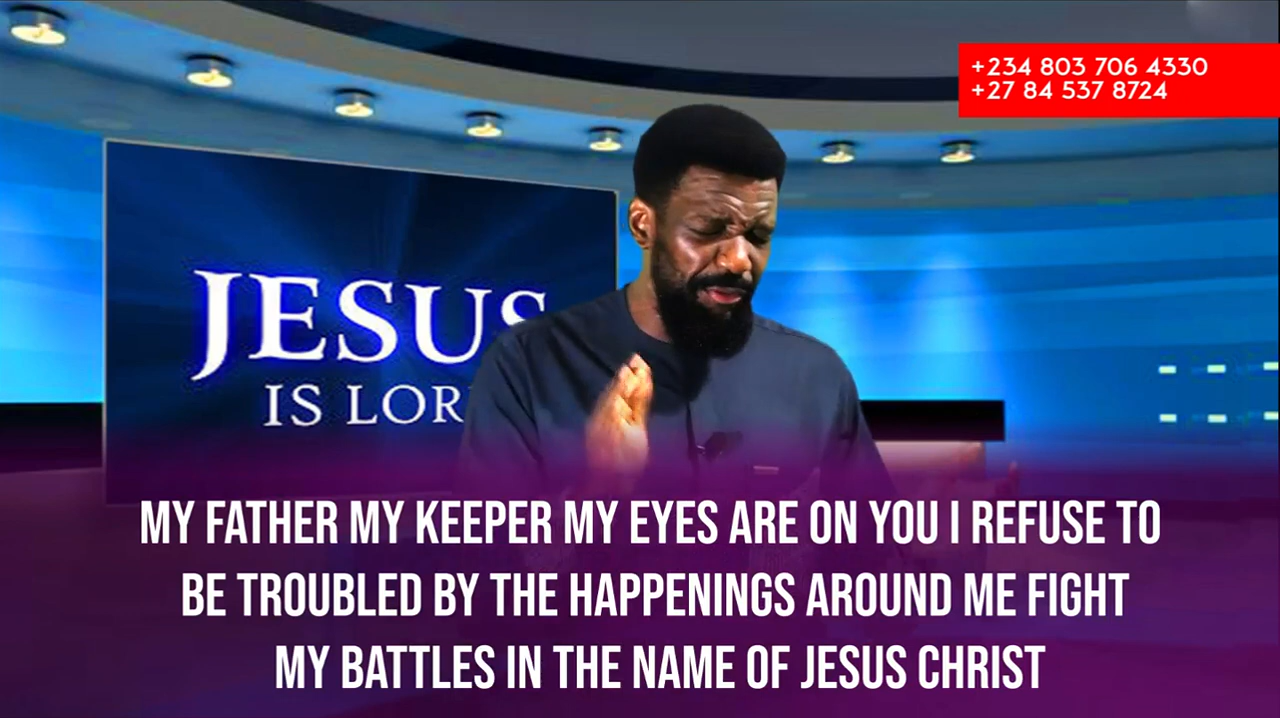 +234 803 706 4330
+27 84 537 8724
JESUS
IS LOR
MY FATHER MY KEEPER MY EYES ARE ON YOU I REFUSE TO
BE TROUBLED BY THE HAPPENINGS AROUND ME FIGHT
MY BATTLES IN THE NAME OF JESUS CHRIST